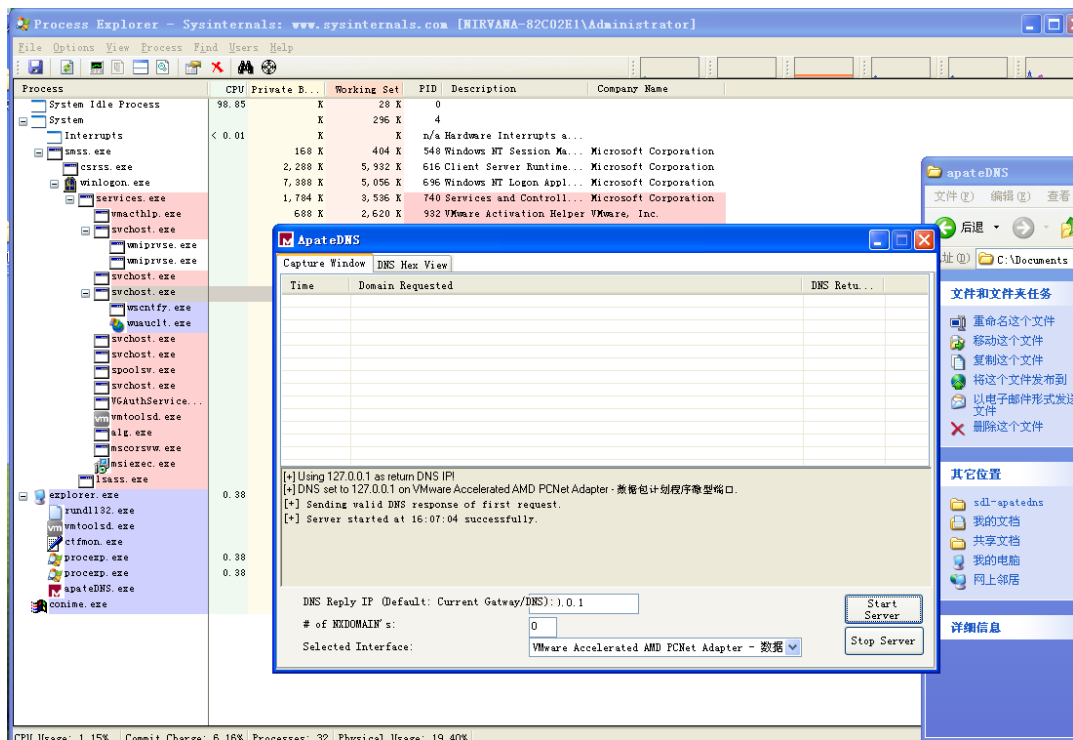 Process Explorer - Sysinternals: www.sysinternals.com [NIRVANA-82C02E1\Administrator]
File Options View Process Find Users Help
Process CPU Private B... Working Set PID Description Company Name
System Idle Process 98.85 K 28 K 0
System K 296 K 4
Interrupts < 0.01 K K n/a Hardware Interrupts a...
smss.exe 168 K 404 K 548 Windows NT Session Ma... Microsoft Corporation
csrss.exe 2,288 K 5,932 K 616 Client Server Runtime... Microsoft Corporation
winlogon.exe 7,388 K 5,056 K 696 Windows NT Logon Appl... Microsoft Corporation
services.exe 1,784 K 3,536 K 740 Services and Controll... Microsoft Corporation
vmacthlp.exe 688 K 2,620 K 932 VMware Activation Helper VMware, Inc.
svchost.exe
wmiprvse.exe
wmiprvse.exe
svchost.exe
svchost.exe
wscntfy.exe
wuauclt.exe
svchost.exe
svchost.exe
spoolsv.exe
svchost.exe
VGAuthService...
vmtoolsd.exe
alg.exe
mscorsvw.exe
msiexec.exe
lsass.exe
explorer.exe 0.38
rundll32.exe
vmtoolsd.exe
ctfmon.exe
procexp.exe 0.38
procexp.exe 0.38
apateDNS.exe
conime.exe
CPU Usage: 1.15% Commit Charge: 6.16% Processes: 32 Physical Usage: 19.40%
ApateDNS
Capture Window DNS Hex View
Time Domain Requested DNS Retu...
[+] Using 127.0.0.1 as return DNS IP!
[+] DNS set to 127.0.0.1 on VMware Accelerated AMD PCNet Adapter - 数据包计划程序微型端口.
[+] Sending valid DNS response of first request.
[+] Server started at 16:07:04 successfully.
DNS Reply IP (Default: Current Gatway/DNS): ).0.1
# of NXDOMAIN's: 0
Selected Interface: VMware Accelerated AMD PCNet Adapter - 数据
Start Server
Stop Server
apateDNS
文件(F) 编辑(E) 查看
后退
址(D) C:\Documents
文件和文件夹任务
重命名这个文件
移动这个文件
复制这个文件
将这个文件发布到
以电子邮件形式发送
文件
删除这个文件
其它位置
sdl-apatedns
我的文档
共享文档
我的电脑
网上邻居
详细信息